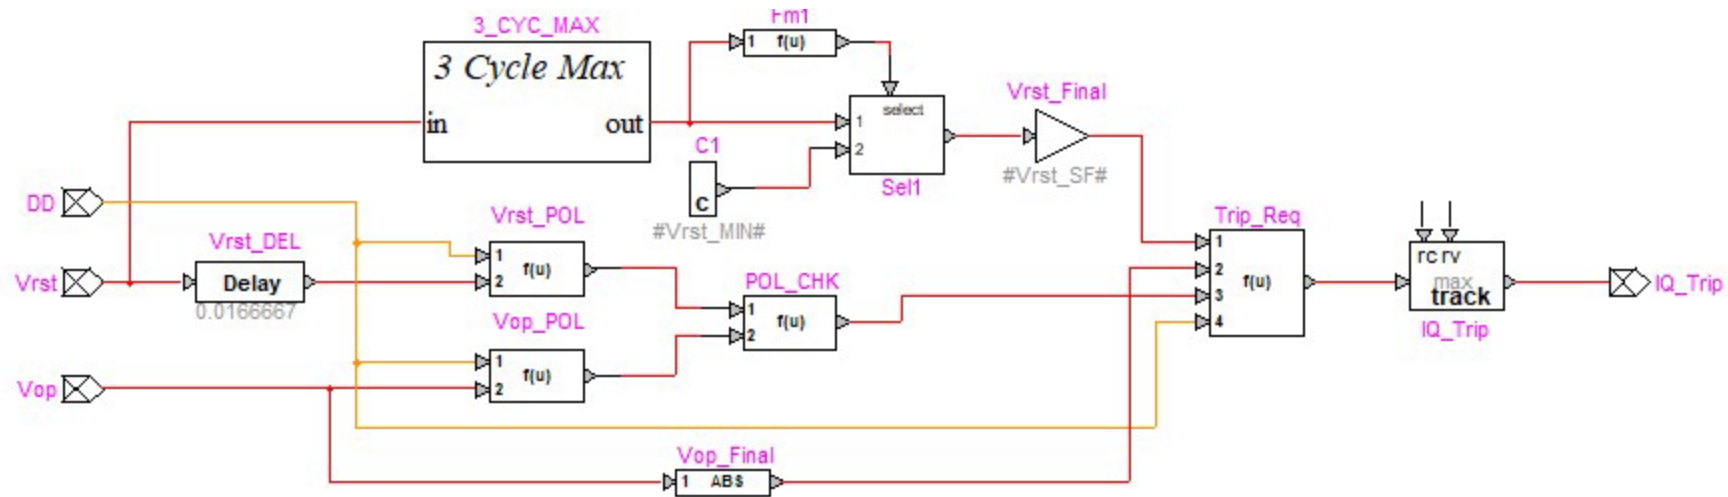 3_CYC_MAX
Fm1
3 Cycle Max
1 f(u)
in out
select
1
2
Sel1
Vrst_Final
#Vrst_SF#
C1
C
#Vrst_MIN#
DD
Vrst_DEL
Vrst
Delay
0.0166667
Vrst_POL
1
2
f(u)
Vop_POL
1
2
f(u)
Vop
POL_CHK
1
2
f(u)
Vop_Final
1 ABS
Trip_Req
1
2
3
4
f(u)
rc rv
max
track
IQ_Trip
IQ_Trip